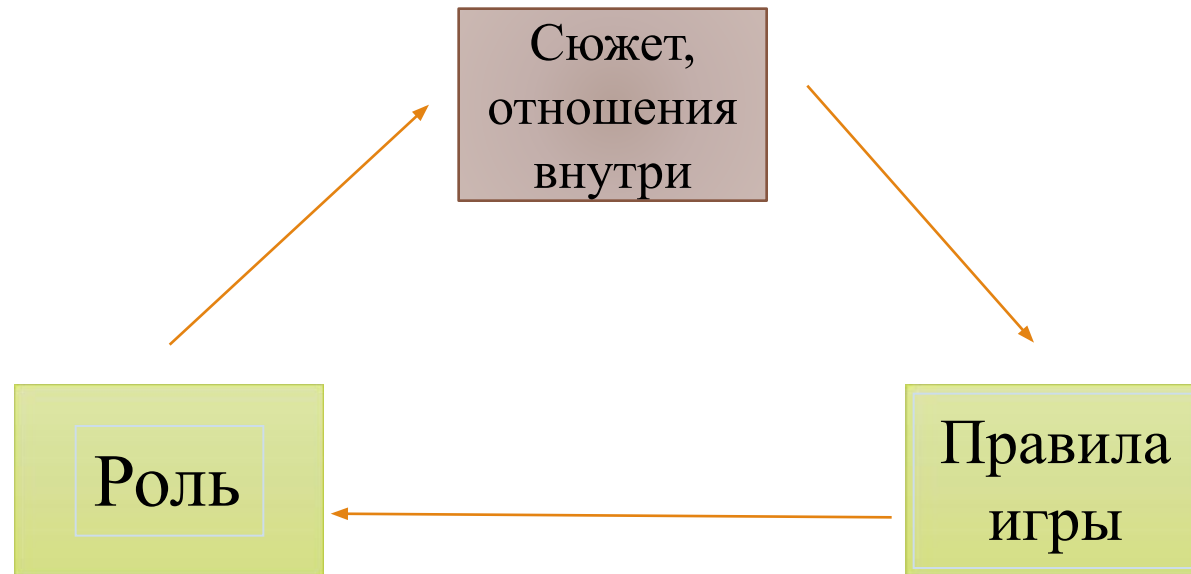 Сюжет,
отношения
внутри
Роль
Правила
игры